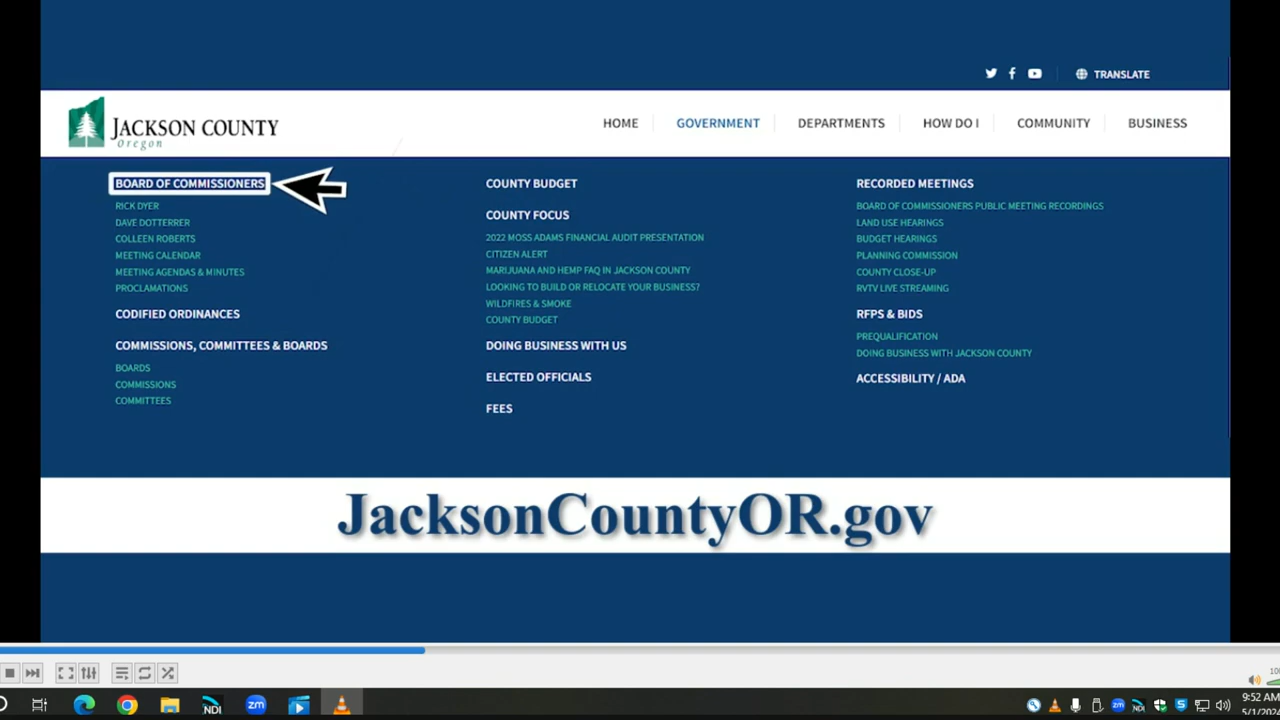 TRANSLATE
JACKSON COUNTY
Oregon
HOME
GOVERNMENT
DEPARTMENTS
HOW DO I
COMMUNITY
BUSINESS
BOARD OF COMMISSIONERS
RICK DYER
DAVE DOTTERRER
COLLEEN ROBERTS
MEETING CALENDAR
MEETING AGENDAS & MINUTES
PROCLAMATIONS
CODIFIED ORDINANCES
COMMISSIONS, COMMITTEES & BOARDS
BOARDS
COMMISSIONS
COMMITTEES
COUNTY BUDGET
COUNTY FOCUS
2022 MOSS ADAMS FINANCIAL AUDIT PRESENTATION
CITIZEN ALERT
MARIJUANA AND HEMP FAQ IN JACKSON COUNTY
LOOKING TO BUILD OR RELOCATE YOUR BUSINESS?
WILDFIRES & SMOKE
COUNTY BUDGET
DOING BUSINESS WITH US
ELECTED OFFICIALS
FEES
RECORDED MEETINGS
BOARD OF COMMISSIONERS PUBLIC MEETING RECORDINGS
LAND USE HEARINGS
BUDGET HEARINGS
PLANNING COMMISSION
COUNTY CLOSE-UP
RVTV LIVE STREAMING
RFPS & BIDS
PREQUALIFICATION
DOING BUSINESS WITH JACKSON COUNTY
ACCESSIBILITY / ADA
JacksonCountyOR.gov
NDI
zm
zm
NDI
9:52 AM